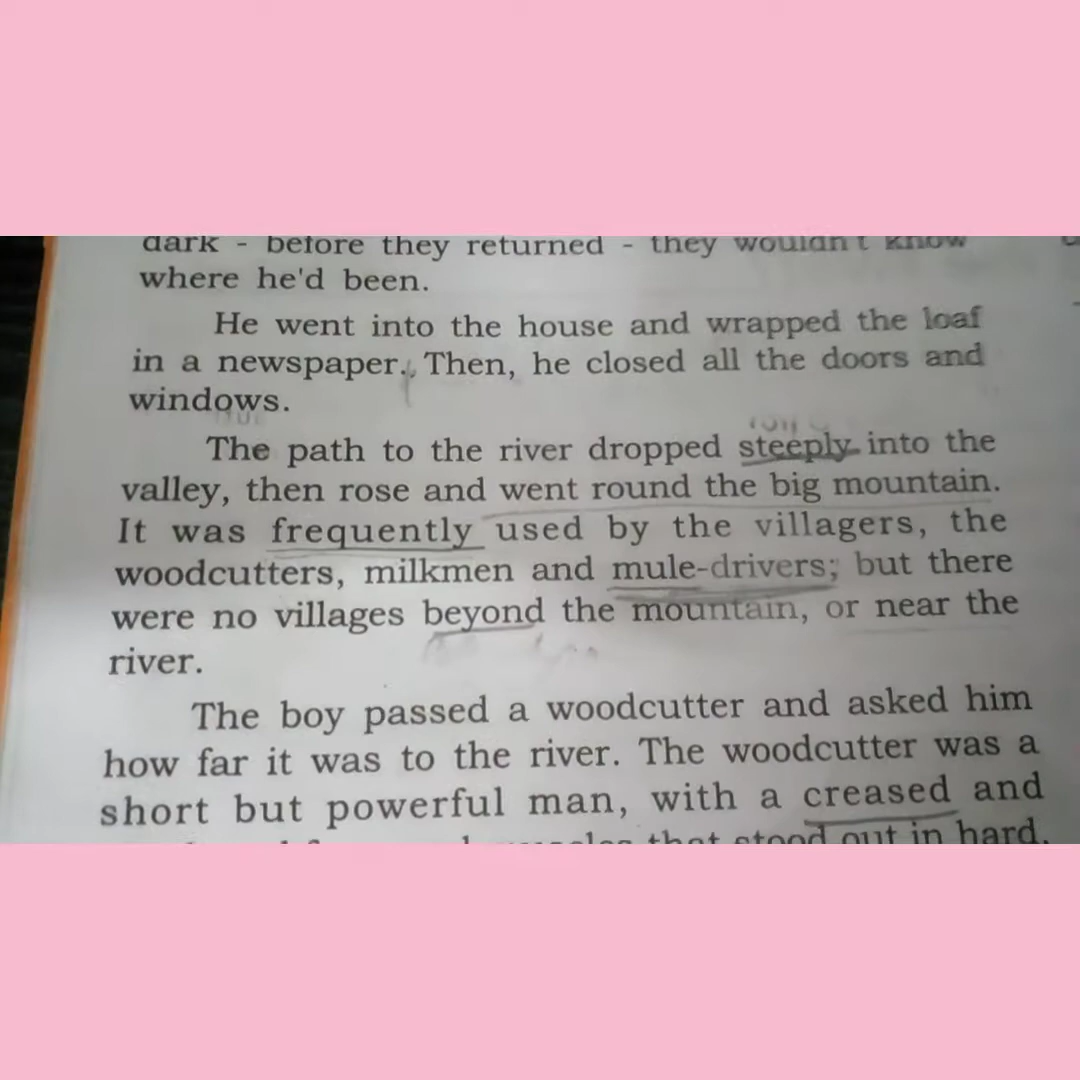 dark - before they returned - they wouldn't know
where he'd been.
He went into the house and wrapped the loaf
in a newspaper. Then, he closed all the doors and
windows.
The path to the river dropped steeply into the
valley, then rose and went round the big mountain.
It was frequently used by the villagers, the
woodcutters, milkmen and mule-drivers; but there
were no villages beyond the mountain, or near the
river.
The boy passed a woodcutter and asked him
how far it was to the river. The woodcutter was a
short but powerful man, with a creased and
that stood out in hard,